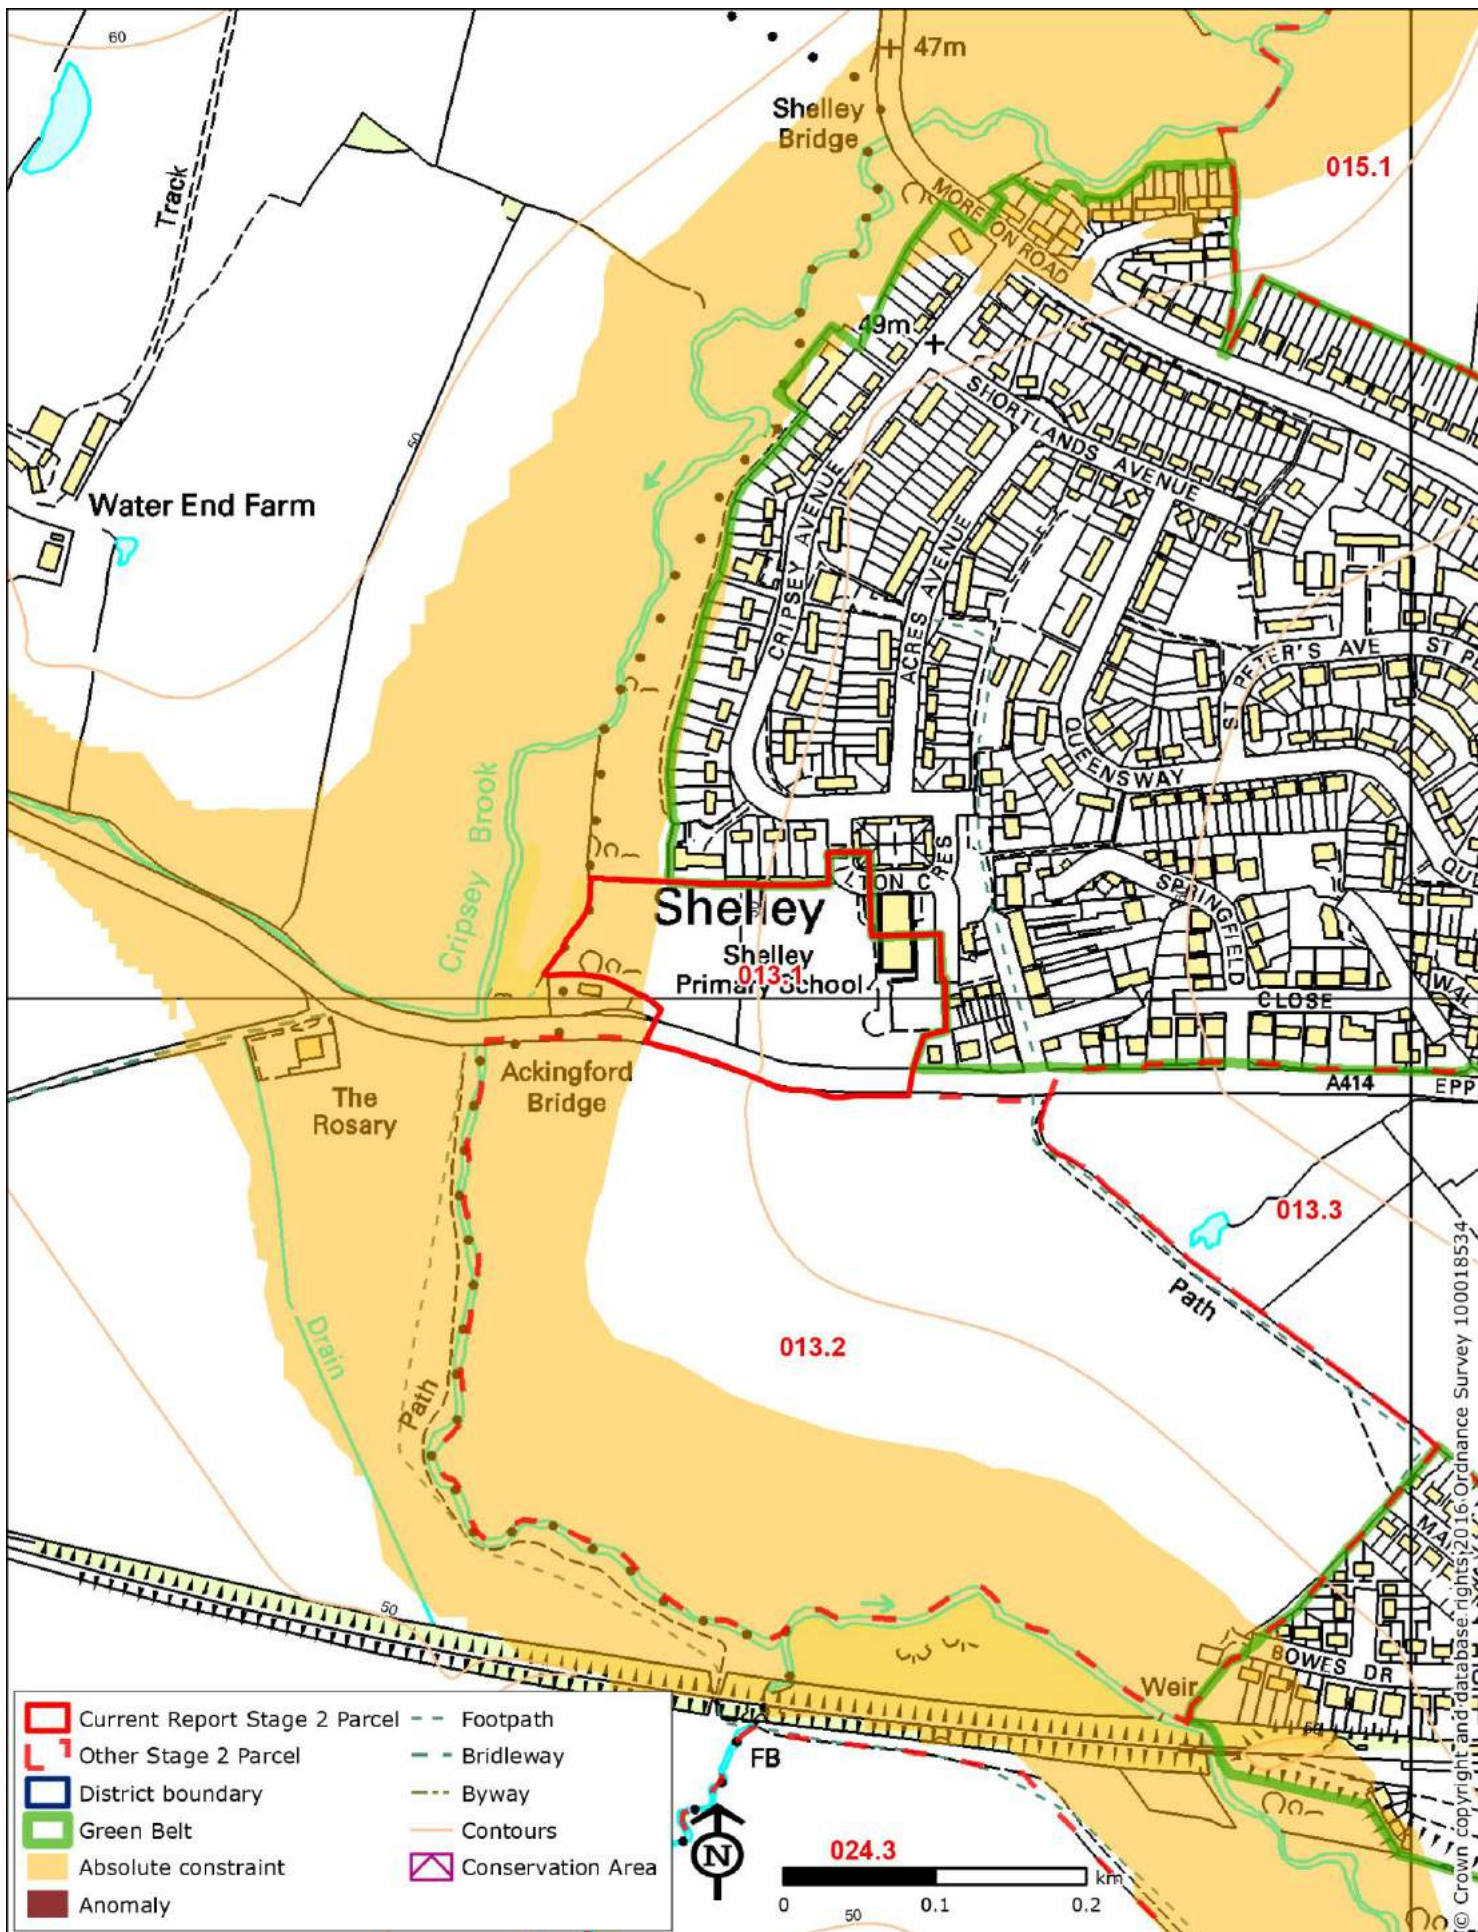 60
47m
Shelley
Bridge
015.1
MORETON ROAD
Track
49m
SHORTLANDS AVENUE
60
Water End Farm
CRIPSEY AVENUE
ACRES AVENUE
ST PETER'S AVE
QUEENSWAY
Cripsey Brook
SPRINGFIELD
CLOSE
Shelley
Shelley
Primary School
013.1
The
Rosary
Ackingford
Bridge
A414
EPP
013.3
Path
013.2
Drain
Path
50
BOWES DR
Weir
50
FB
024.3
50
N
0
0.1
0.2
km
Current Report Stage 2 Parcel
Other Stage 2 Parcel
District boundary
Green Belt
Absolute constraint
Anomaly
Footpath
Bridleway
Byway
Contours
Conservation Area
© Crown copyright and database rights 2016 Ordnance Survey 100018534